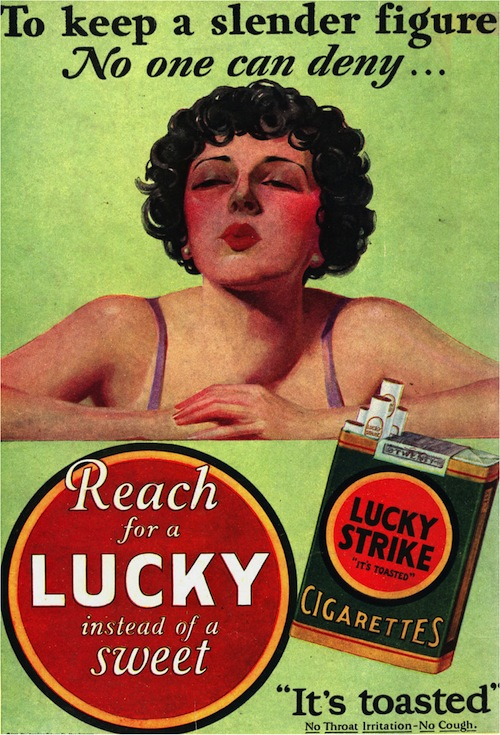 To keep a slender figure
No one can deny...
Reach
for a
LUCKY
instead of a
sweet
LUCKY
STRIKE
"IT'S TOASTED"
CIGARETTES
"It's toasted"
No Throat Irritation-No Cough.